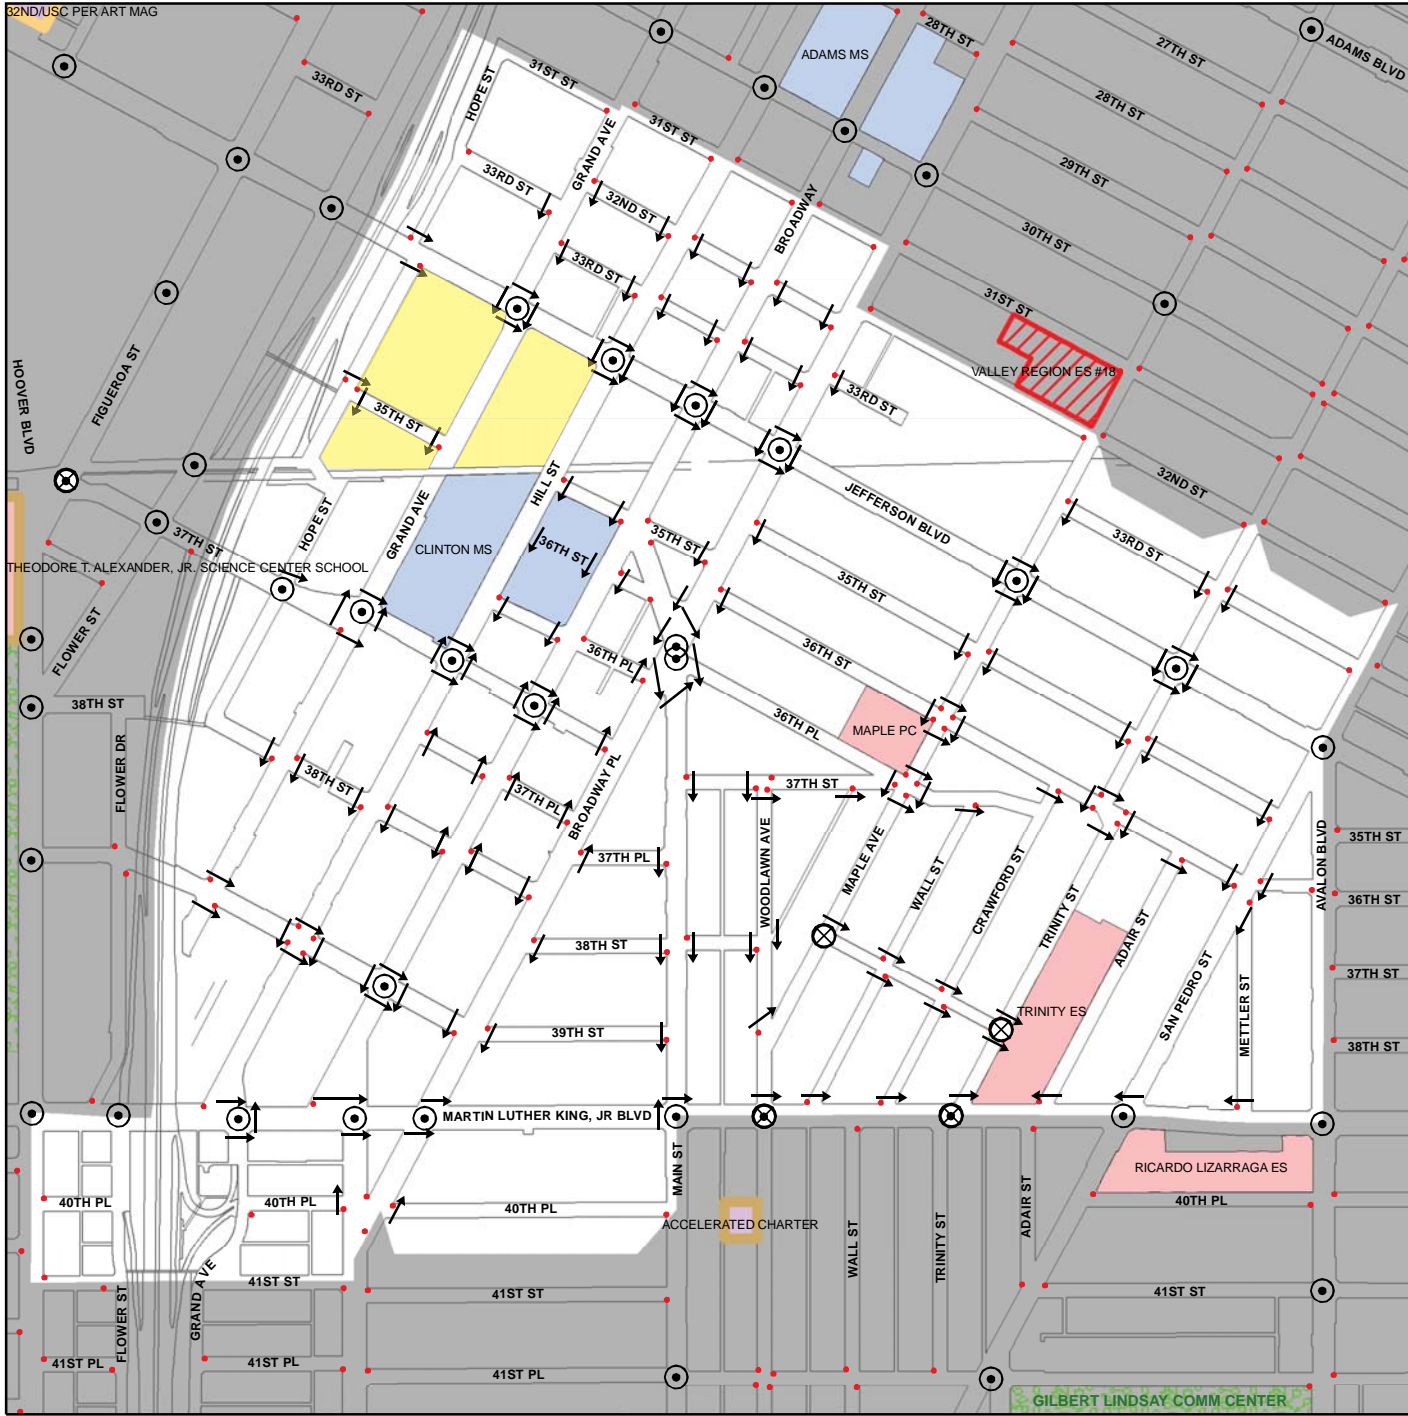 32ND/USC PER ART MAG
33RD ST
HOPE ST
31ST ST
31ST ST
ADAMS MS
28TH ST
27TH ST
ADAMS BLVD
28TH ST
29TH ST
30TH ST
31ST ST
VALLEY REGION ES #18
32ND ST
GRAND AVE
33RD ST
32ND ST
33RD ST
BROADWAY
33RD ST
HOOVER BLVD
FIGUEROA ST
35TH ST
HOPE ST
GRAND AVE
HILL ST
JEFFERSON BLVD
33RD ST
37TH ST
CLINTON MS
36TH ST
35TH ST
35TH ST
THEODORE T. ALEXANDER, JR. SCIENCE CENTER SCHOOL
FLOWER ST
36TH PL
36TH ST
36TH PL
MAPLE PC
38TH ST
FLOWER DR
38TH ST
37TH PL
BROADWAY PL
37TH ST
37TH PL
WOODLAWN AVE
MAPLE AVE
WALL ST
CRAWFORD ST
TRINITY ST
ADAIR ST
SAN PEDRO ST
METTLER ST
AVALON BLVD
35TH ST
36TH ST
37TH ST
38TH ST
38TH ST
39TH ST
TRINITY ES
MARTIN LUTHER KING, JR BLVD
MAIN ST
RICARDO LIZARRAGA ES
40TH PL
40TH PL
40TH PL
40TH PL
ACCELERATED CHARTER
WALL ST
TRINITY ST
ADAIR ST
FLOWER ST
GRAND AVE
41ST ST
41ST ST
41ST ST
41ST PL
41ST PL
41ST PL
GILBERT LINDSAY COMM CENTER